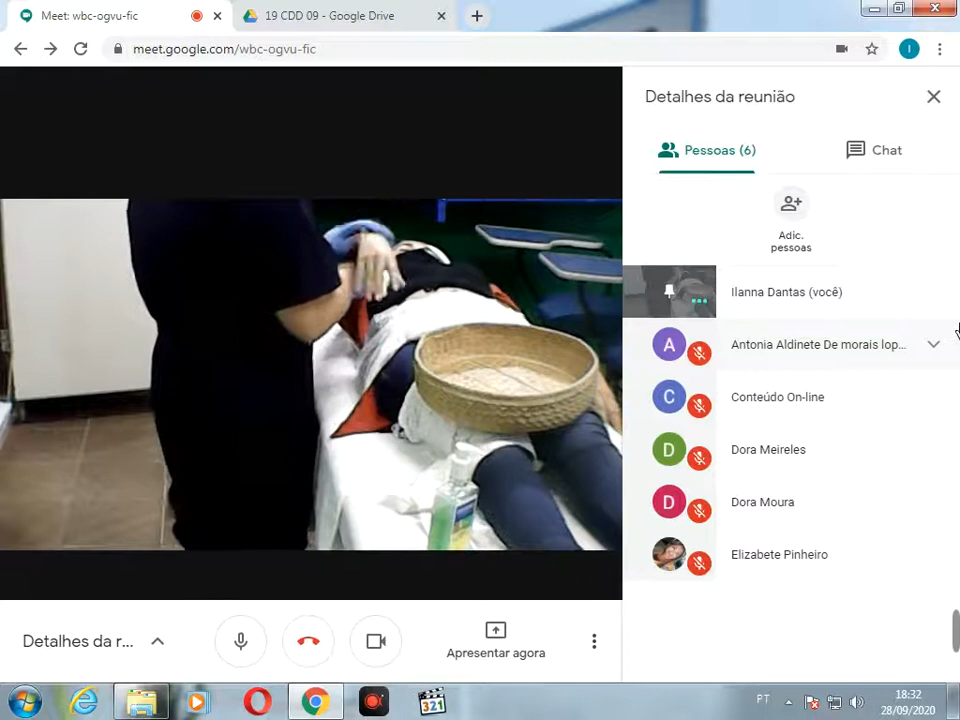 Meet: wbc-ogvu-fic
19 CDD 09 - Google Drive
meet.google.com/wbc-ogvu-fic
I
Detalhes da reunião
Pessoas (6)
Chat
Adic.
pessoas
Ilanna Dantas (você)
A
Antonia Aldinete De morais lop...
C
Conteúdo On-line
D
Dora Meireles
D
Dora Moura
Elizabete Pinheiro
Detalhes da r...
Apresentar agora
321
PT
18:32
28/09/2020